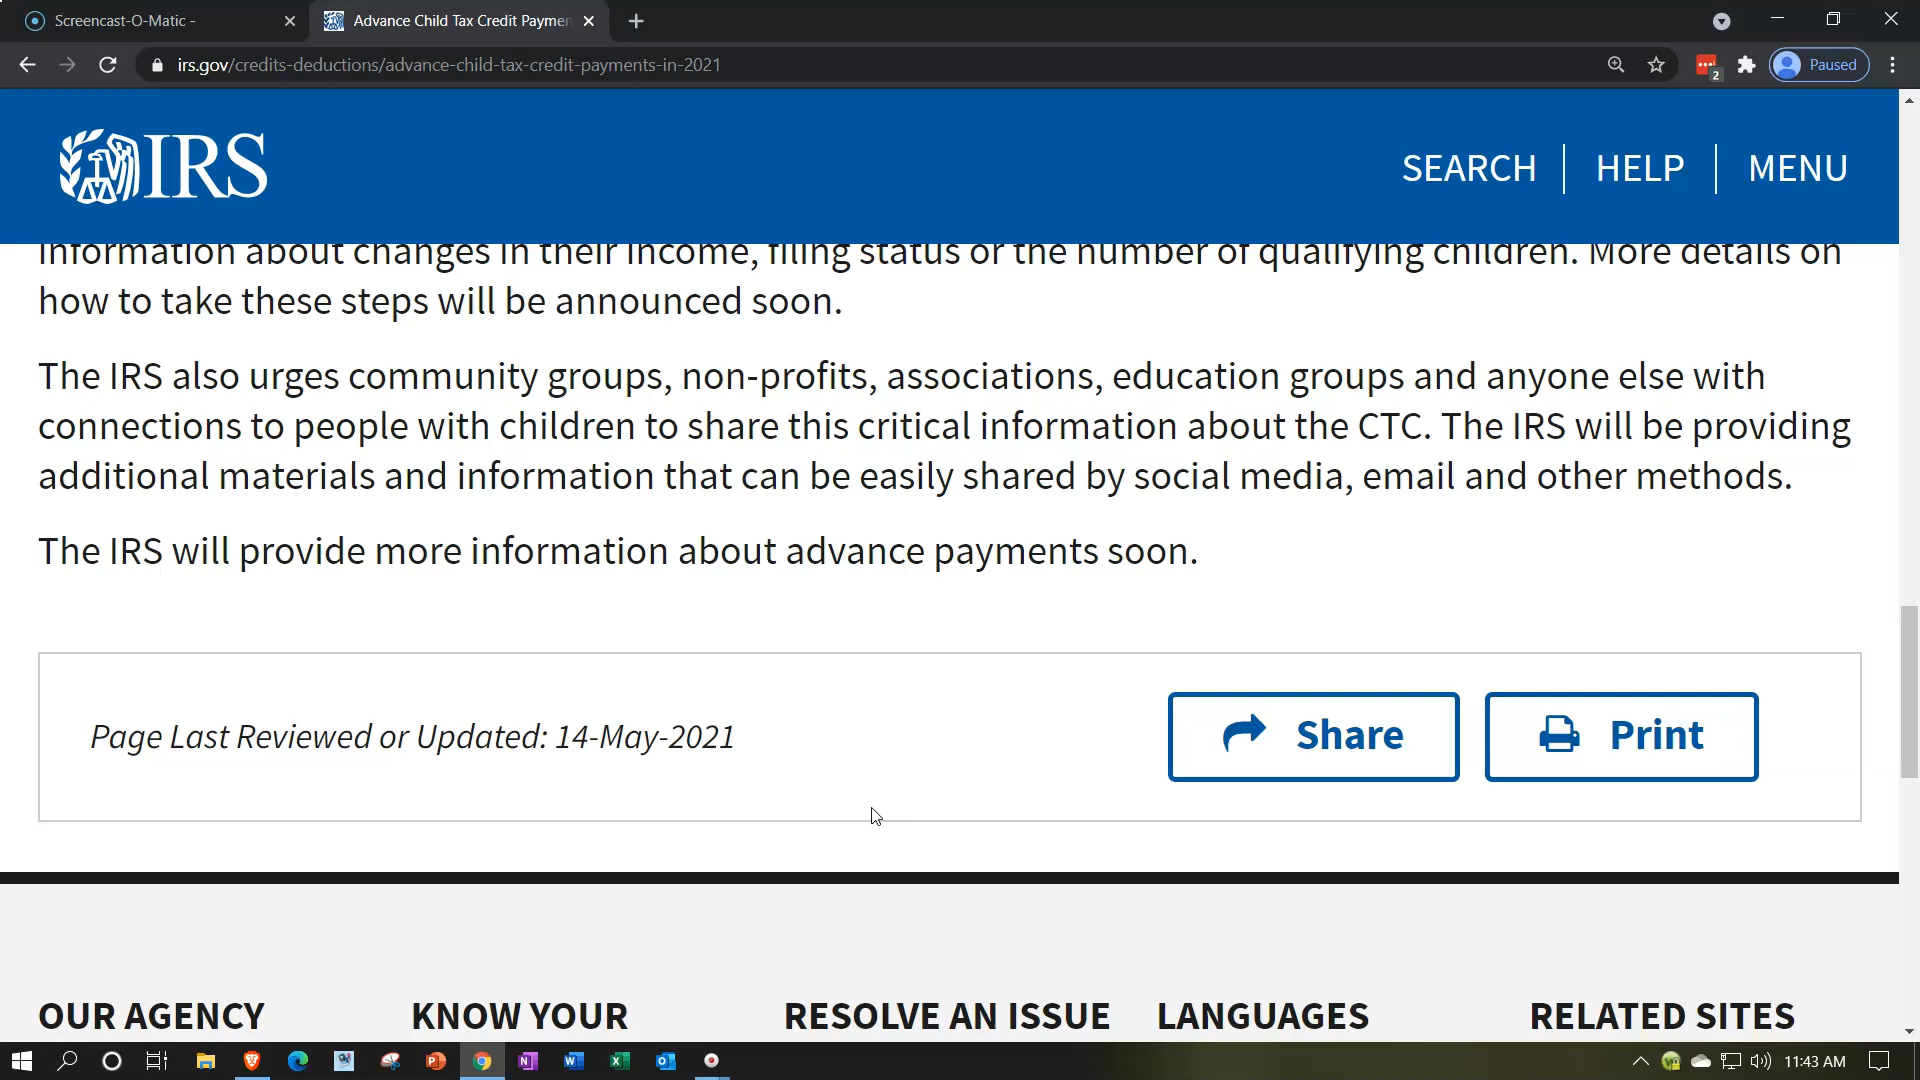 Screencast-O-Matic -
Advance Child Tax Credit Paymen
irs.gov/credits-deductions/advance-child-tax-credit-payments-in-2021
2
Paused
IRS
SEARCH
HELP
MENU
information about changes in their income, filing status or the number of qualifying children. More details on
how to take these steps will be announced soon.
The IRS also urges community groups, non-profits, associations, education groups and anyone else with
connections to people with children to share this critical information about the CTC. The IRS will be providing
additional materials and information that can be easily shared by social media, email and other methods.
The IRS will provide more information about advance payments soon.
Page Last Reviewed or Updated: 14-May-2021
Share
Print
OUR AGENCY
KNOW YOUR
RESOLVE AN ISSUE
LANGUAGES
RELATED SITES
11:43 AM